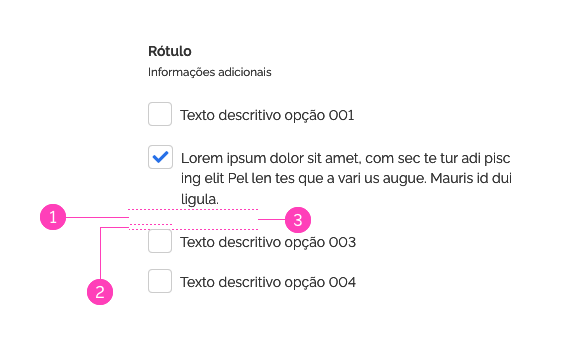 Rótulo
Informações adicionais
Texto descritivo opção 001
Lorem ipsum dolor sit amet, com sec te tur adi pisc
ing elit Pel len tes que a vari us augue. Mauris id dui
ligula.
1
3
Texto descritivo opção 003
Texto descritivo opção 004
2